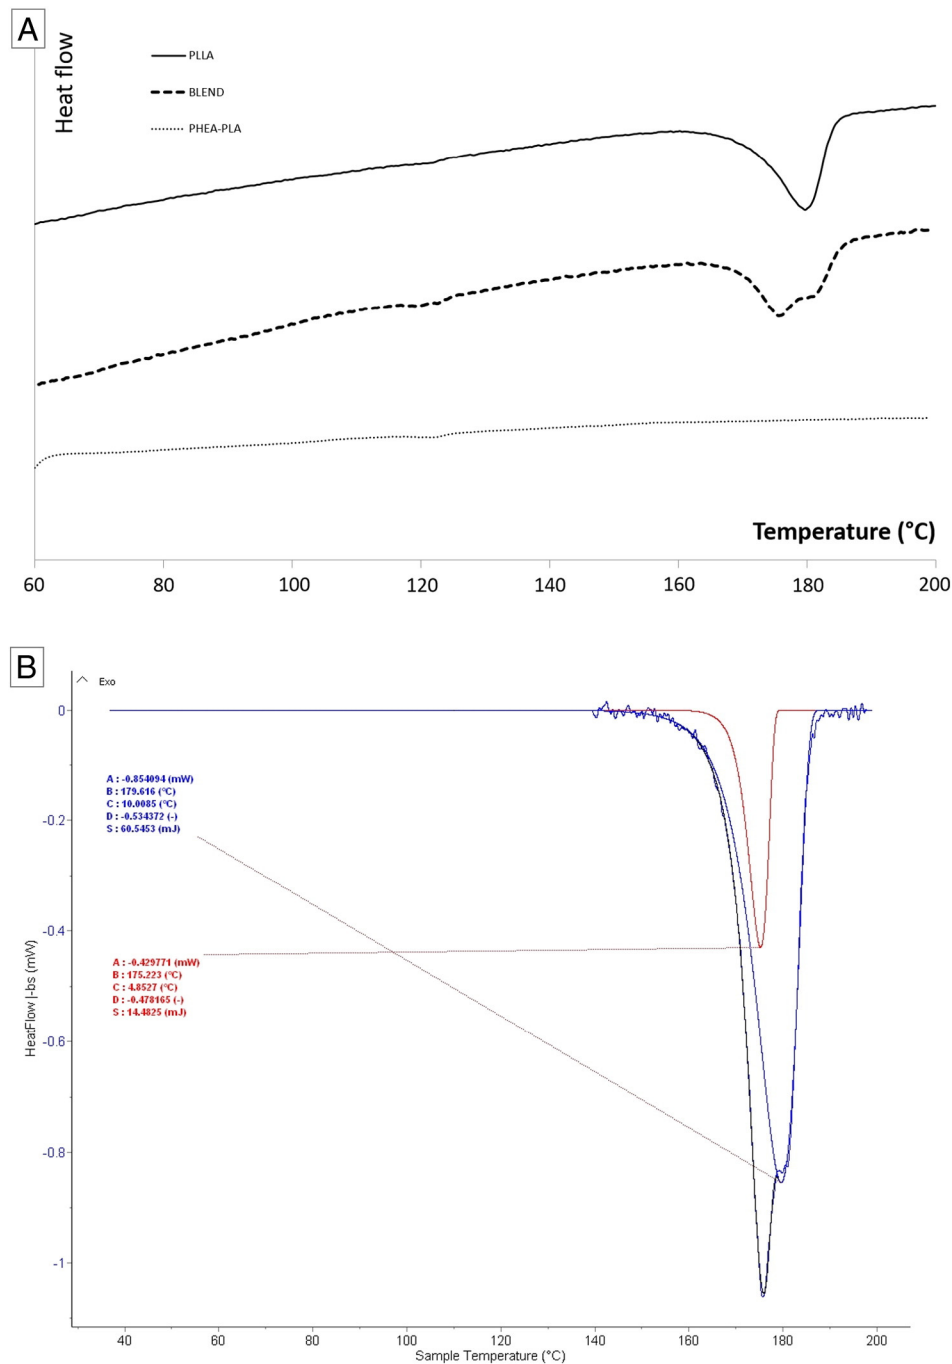 A
Heat flow
PLLA
BLEND
PHEA-PLA
Temperature (°C)
60 80 100 120 140 160 180 200
B
Exo
0
A : -0.854094 (mW)
B : 179.616 (°C)
C : 10.0085 (°C)
D : -0.534372 (-)
S : 60.5453 (mJ)
-0.2
-0.4
A : -0.429771 (mW)
B : 175.223 (°C)
C : 4.8527 (°C)
D : -0.478165 (-)
S : 14.4825 (mJ)
HeatFlow |-bs (mW)
-0.6
-0.8
-1
40 60 80 100 120 140 160 180 200
Sample Temperature (°C)